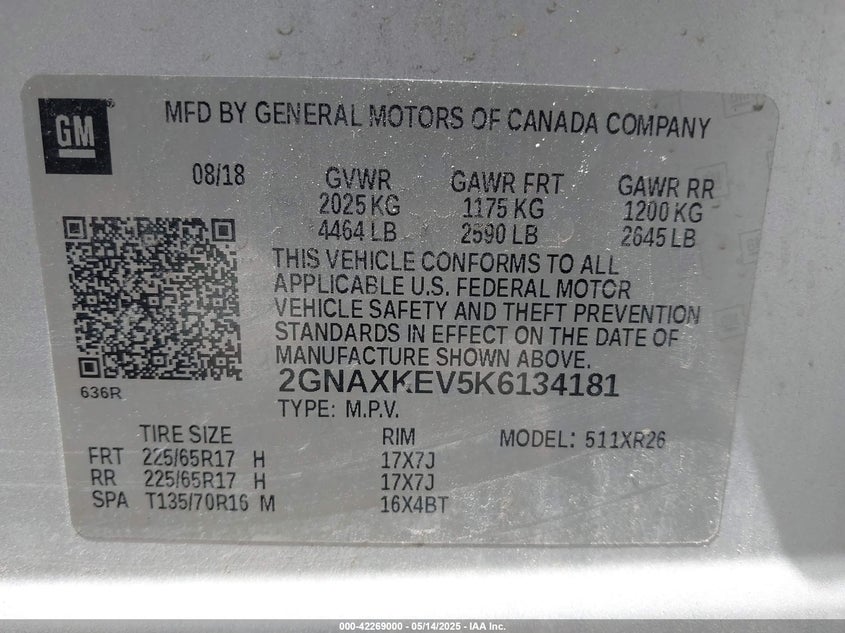 GM
MFD BY GENERAL MOTORS OF CANADA COMPANY
08/18 GVWR GAWR FRT GAWR RR
2025 KG 1175 KG 1200 KG
4464 LB 2590 LB 2645 LB
THIS VEHICLE CONFORMS TO ALL
APPLICABLE U.S. FEDERAL MOTOR
VEHICLE SAFETY AND THEFT PREVENTION
STANDARDS IN EFFECT ON THE DATE OF
MANUFACTURE SHOWN ABOVE.
636R
2GNAXKEV5K6134181
TYPE: M.P.V.
TIRE SIZE RIM MODEL: 511XR26
FRT 225/65R17 H 17X7J
RR 225/65R17 H 17X7J
SPA T135/70R16 M 16X4BT
000-42269000 - 05/14/2025 - IAA Inc.